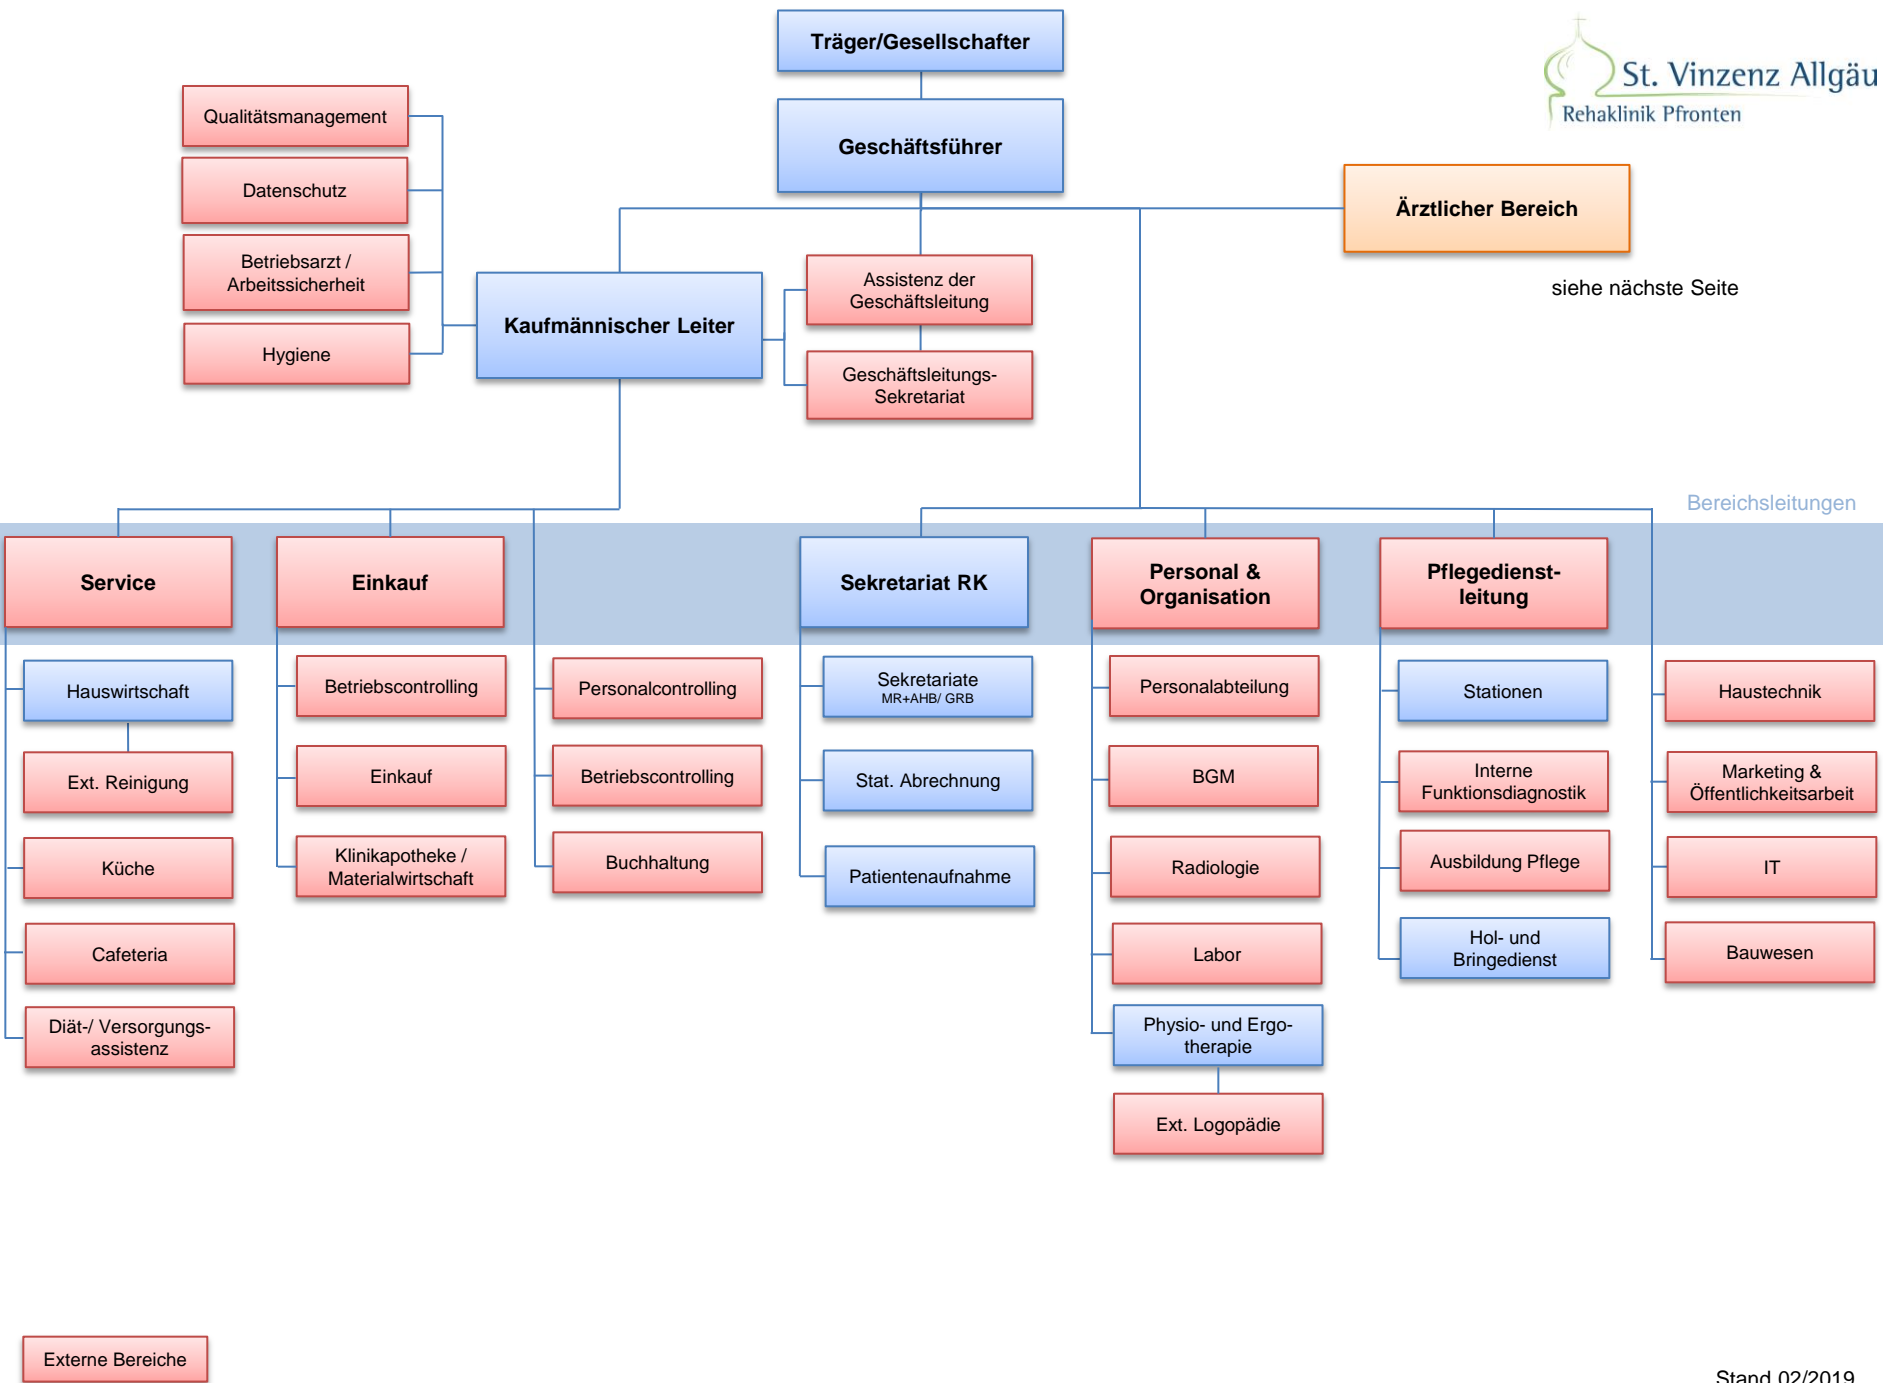 Träger/Gesellschafter
St. Vinzenz Allgäu
Rehaklinik Pfronten
Qualitätsmanagement
Geschäftsführer
Datenschutz
Ärztlicher Bereich
Betriebsarzt /
Arbeitssicherheit
Assistenz der
Geschäftsleitung
siehe nächste Seite
Kaufmännischer Leiter
Hygiene
Geschäftsleitungs-
Sekretariat
Bereichsleitungen
Service
Einkauf
Sekretariat RK
Personal &
Organisation
Pflegedienst-
leitung
Hauswirtschaft
Betriebscontrolling
Personalcontrolling
Sekretariate
MR+AHB/ GRB
Personalabteilung
Stationen
Haustechnik
Ext. Reinigung
Einkauf
Betriebscontrolling
Stat. Abrechnung
BGM
Interne
Funktionsdiagnostik
Marketing &
Öffentlichkeitsarbeit
Küche
Klinikapotheke /
Materialwirtschaft
Buchhaltung
Patientenaufnahme
Radiologie
Ausbildung Pflege
IT
Cafeteria
Labor
Hol- und
Bringedienst
Bauwesen
Diät-/ Versorgungs-
assistenz
Physio- und Ergo-
therapie
Ext. Logopädie
Externe Bereiche
Stand 02/2019